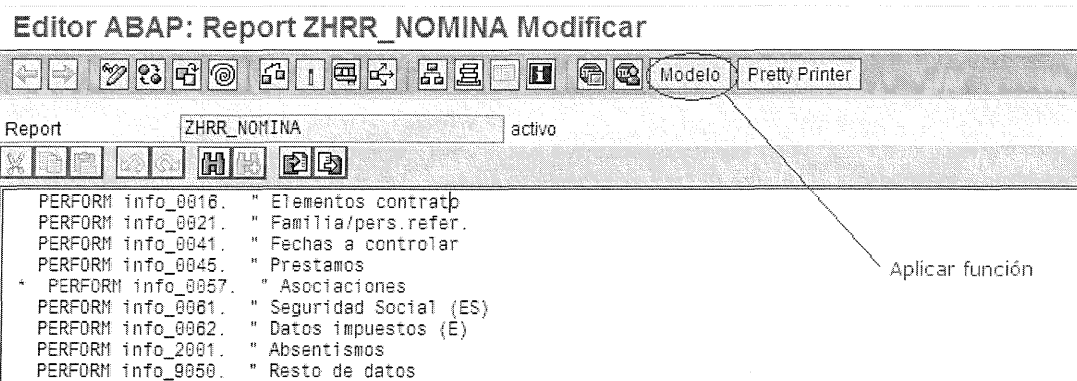 Editor ABAP: Report ZHRR_NOMINA Modificar
Modelo Pretty Printer
Report ZHRR_NOMINA activo
PERFORM info_0016. " Elementos contrato
PERFORM info_0021. " Familia/pers.refer.
PERFORM info_0041. " Fechas a controlar
Aplicar función
PERFORM info_0045. " Prestamos
* PERFORM info_0057. " Asociaciones
PERFORM info_0061. " Seguridad Social (ES)
PERFORM info_0062. " Datos impuestos (E)
PERFORM info_2001. " Absentismos
PERFORM info_9050. " Resto de datos